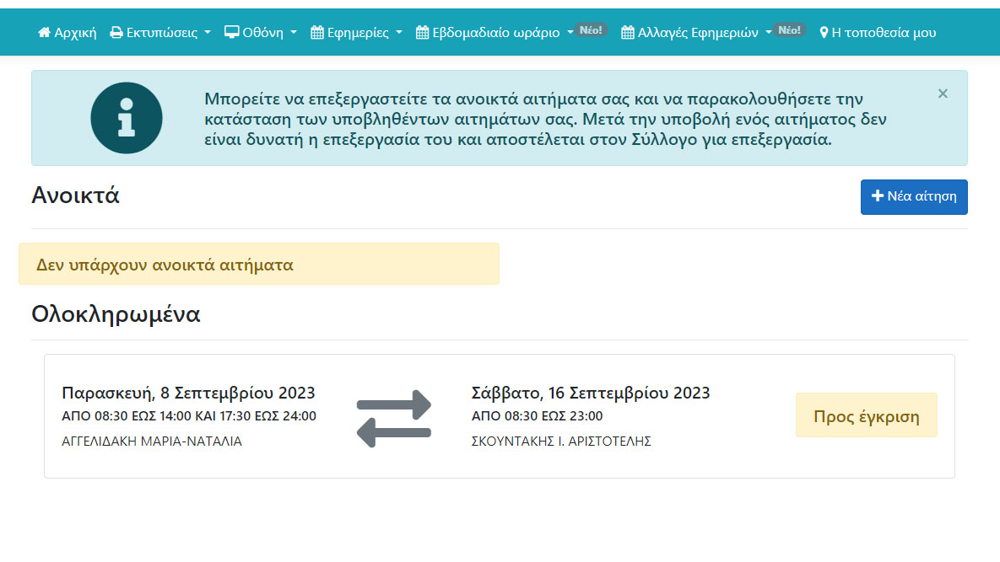 Αρχική Εκτυπώσεις Οθόνη Εφημερίες Εβδομαδιαίο ωράριο Νέο! Αλλαγές Εφημεριών Νέο! Η τοποθεσία μου
Μπορείτε να επεξεργαστείτε τα ανοικτά αιτήματα σας και να παρακολουθήσετε την
κατάσταση των υποβληθέντων αιτημάτων σας. Μετά την υποβολή ενός αιτήματος δεν
είναι δυνατή η επεξεργασία του και αποστέλεται στον Σύλλογο για επεξεργασία.
×
Ανοικτά
Νέα αίτηση
Δεν υπάρχουν ανοικτά αιτήματα
Ολοκληρωμένα
Παρασκευή, 8 Σεπτεμβρίου 2023
ΑΠΟ 08:30 ΕΩΣ 14:00 ΚΑΙ 17:30 ΕΩΣ 24:00
ΑΓΓΕΛΙΔΑΚΗ ΜΑΡΙΑ-ΝΑΤΑΛΙΑ
Σάββατο, 16 Σεπτεμβρίου 2023
ΑΠΟ 08:30 ΕΩΣ 23:00
ΣΚΟΥΝΤΑΚΗΣ Ι. ΑΡΙΣΤΟΤΕΛΗΣ
Προς έγκριση